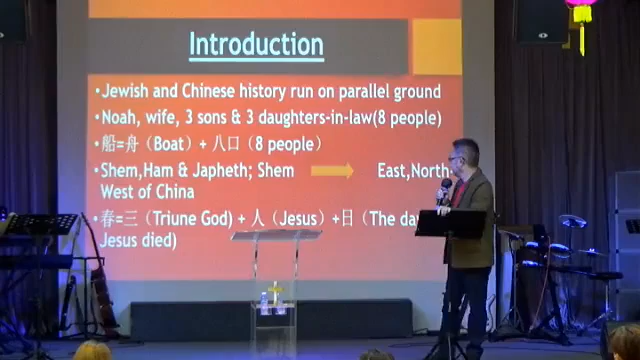 Introduction
•Jewish and Chinese history run on parallel ground
•Noah, wife, 3 sons & 3 daughters-in-law(8 people)
•船=舟（Boat）+ 八口（8 people）
•Shem,Ham & Japheth; Shem East,North
West of China
•春=三（Triune God) + 人（Jesus）+日（The
Jesus died)